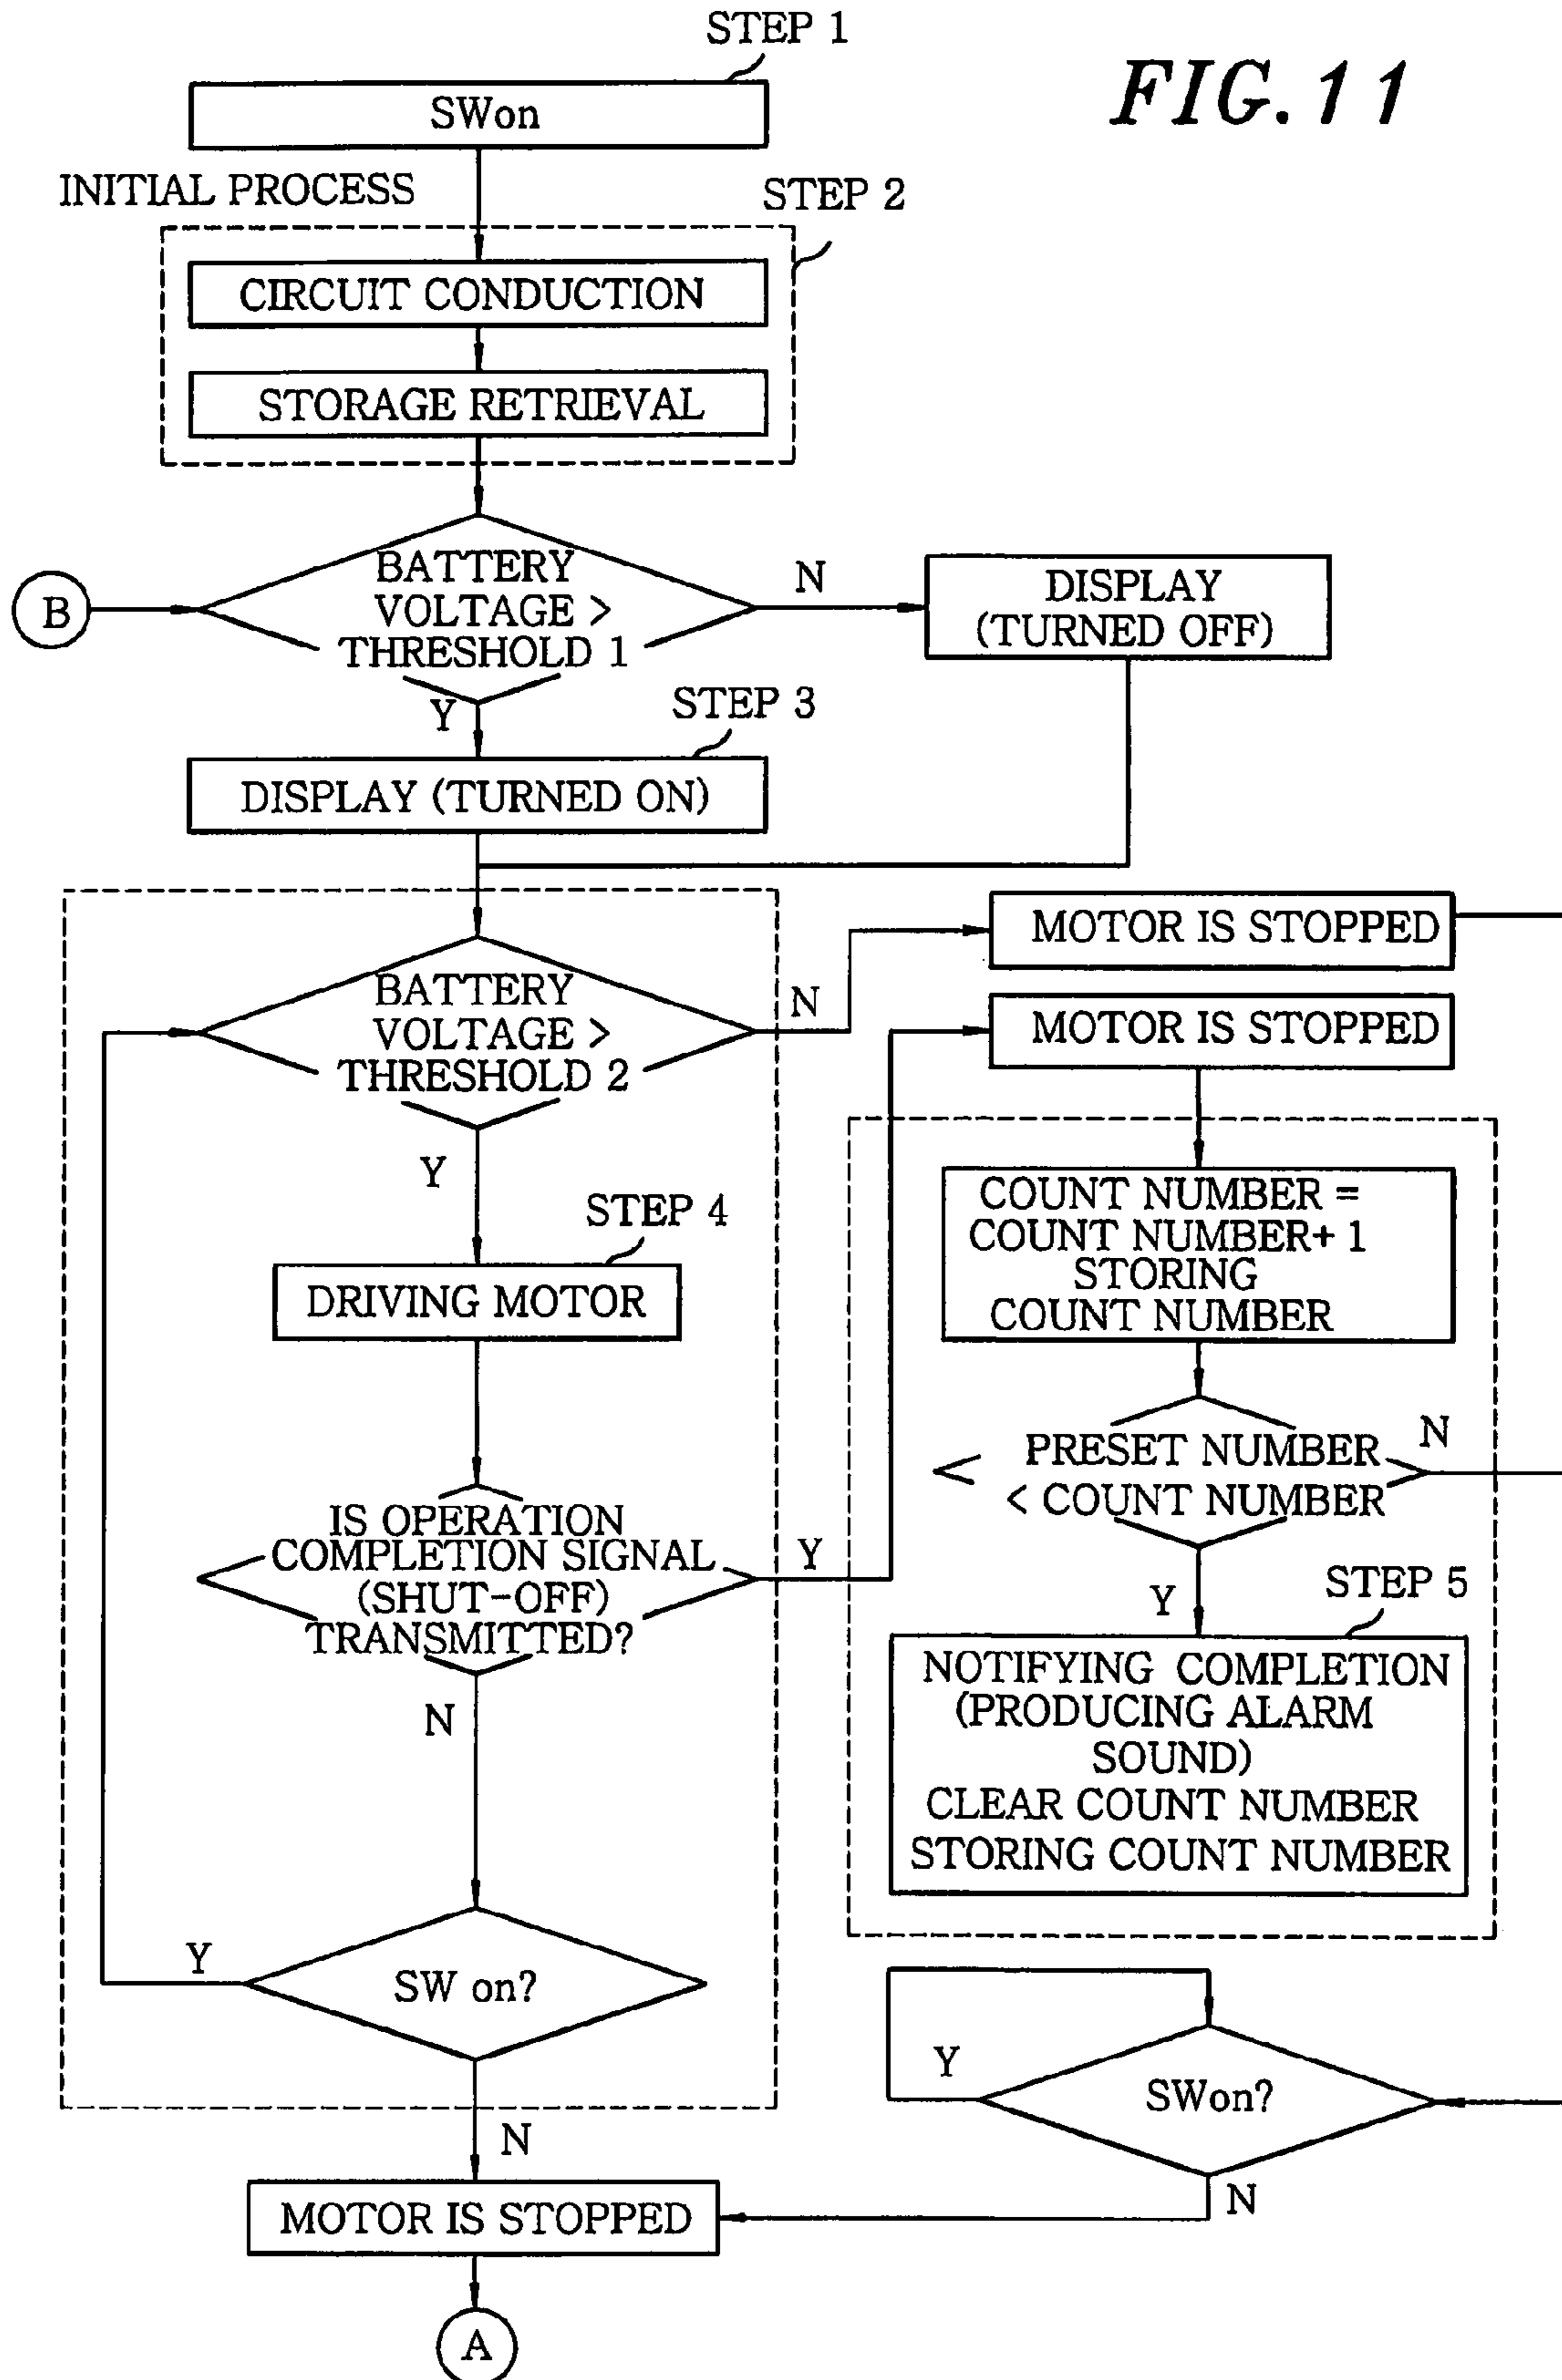 STEP 1
FIG.11
SWon
INITIAL PROCESS
STEP 2
CIRCUIT CONDUCTION
STORAGE RETRIEVAL
B
BATTERY
VOLTAGE >
THRESHOLD 1
N
DISPLAY
(TURNED OFF)
Y
STEP 3
DISPLAY (TURNED ON)
MOTOR IS STOPPED
BATTERY
VOLTAGE >
THRESHOLD 2
N
MOTOR IS STOPPED
Y
STEP 4
DRIVING MOTOR
COUNT NUMBER =
COUNT NUMBER+ 1
STORING
COUNT NUMBER
PRESET NUMBER
< COUNT NUMBER
N
IS OPERATION
COMPLETION SIGNAL
(SHUT-OFF)
TRANSMITTED?
Y
Y
STEP 5
NOTIFYING COMPLETION
(PRODUCING ALARM
SOUND)
CLEAR COUNT NUMBER
STORING COUNT NUMBER
N
Y
SW on?
Y
SWon?
N
N
MOTOR IS STOPPED
A